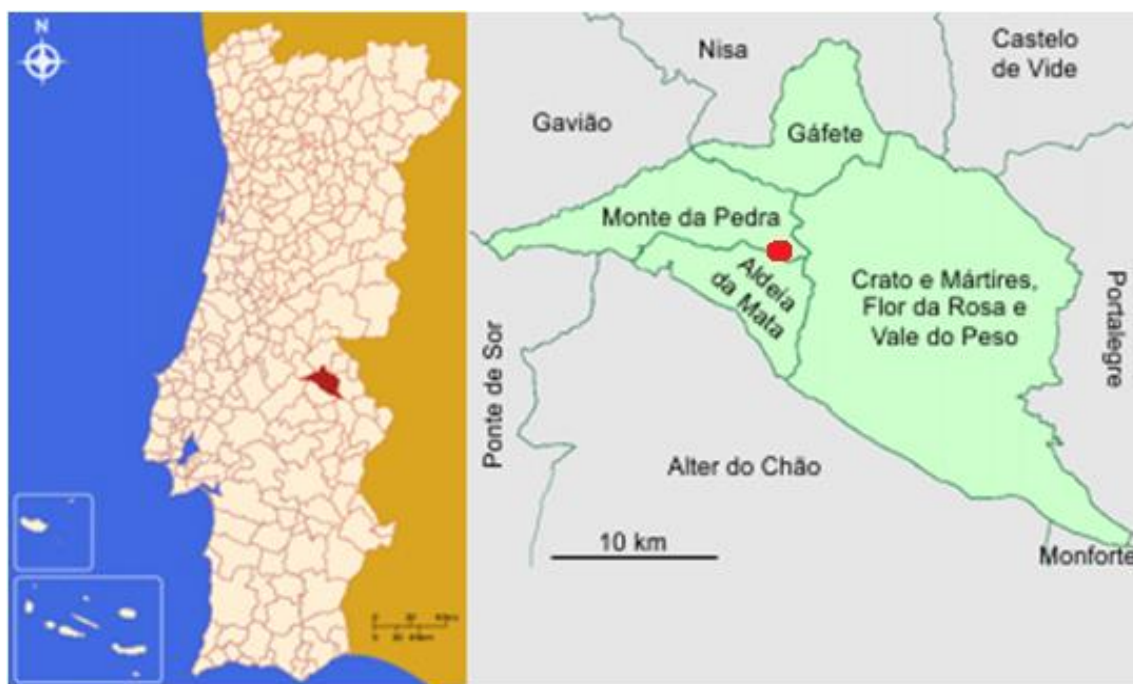 N
Nisa
Castelo
de Vide
Gavião
Gáfete
Monte da Pedra
Aldeia
da Mata
Crato e Mártires,
Flor da Rosa e
Vale do Peso
Portalegre
Ponte de Sor
Alter do Chão
10 km
Monforte